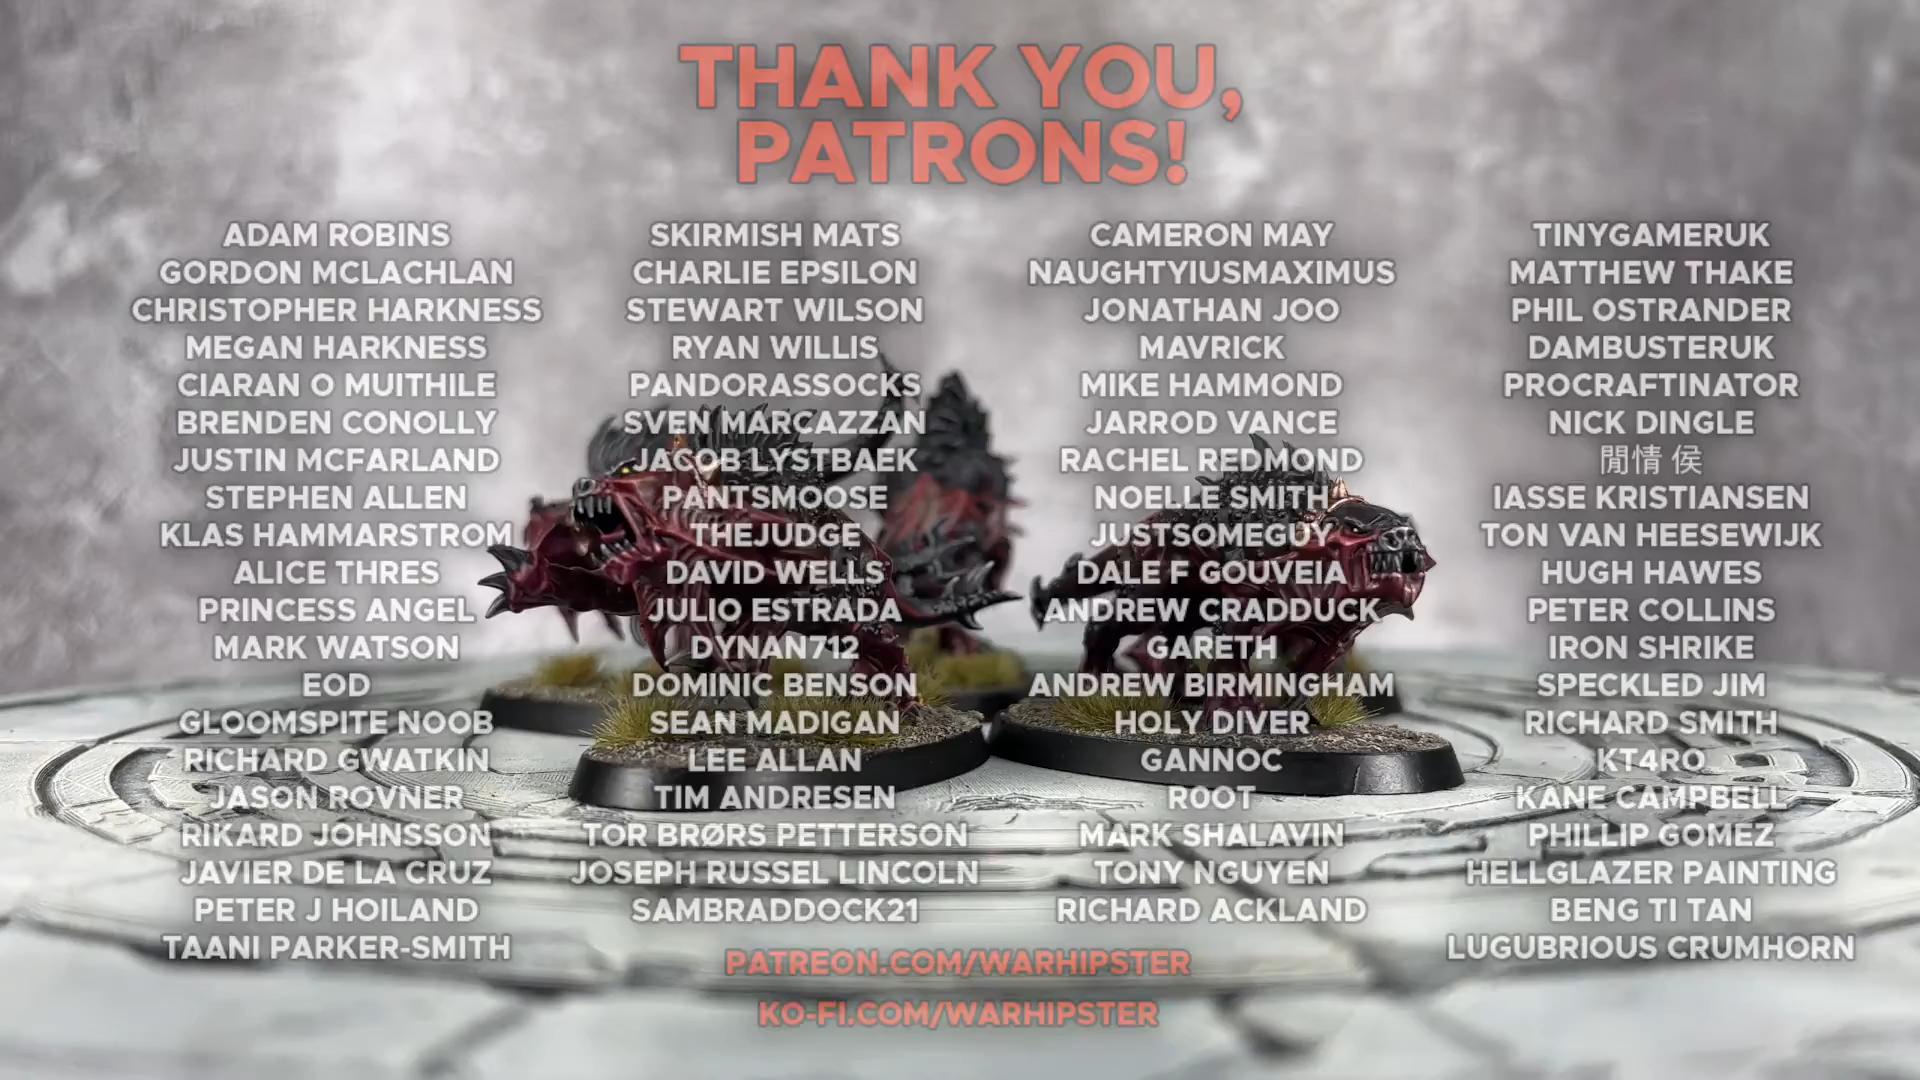 THANK YOU,
PATRONS!
ADAM ROBINS
GORDON MCLACHLAN
CHRISTOPHER HARKNESS
MEGAN HARKNESS
CIARAN O MUITHILE
BRENDEN CONOLLY
JUSTIN MCFARLAND
STEPHEN ALLEN
KLAS HAMMARSTROM
ALICE THRES
PRINCESS ANGEL
MARK WATSON
EOD
GLOOMSPITE NOOB
RICHARD GWATKIN
JASON ROVNER
RIKARD JOHNSSON
JAVIER DE LA CRUZ
PETER J HOILAND
TAANI PARKER-SMITH
SKIRMISH MATS
CHARLIE EPSILON
STEWART WILSON
RYAN WILLIS
PANDORASSOCKS
SVEN MARCAZZAN
JACOB LYSTBAEK
PANTSMOOSE
THEJUDGE
DAVID WELLS
JULIO ESTRADA
DYNAN712
DOMINIC BENSON
SEAN MADIGAN
LEE ALLAN
TIM ANDRESEN
TOR BRØRS PETTERSON
JOSEPH RUSSEL LINCOLN
SAMBRADDOCK21
CAMERON MAY
NAUGHTYIUSMAXIMUS
JONATHAN JOO
MAVRICK
MIKE HAMMOND
JARROD VANCE
RACHEL REDMOND
NOELLE SMITH
JUSTSOMEGUY
DALE F GOUVEIA
ANDREW CRADDUCK
GARETH
ANDREW BIRMINGHAM
HOLY DIVER
GANNOC
R0OT
MARK SHALAVIN
TONY NGUYEN
RICHARD ACKLAND
TINYGAMERUK
MATTHEW THAKE
PHIL OSTRANDER
DAMBUSTERUK
PROCRAFTINATOR
NICK DINGLE
閒情 侯
IASSE KRISTIANSEN
TON VAN HEESEWIJK
HUGH HAWES
PETER COLLINS
IRON SHRIKE
SPECKLED JIM
RICHARD SMITH
KT4RO
KANE CAMPBELL
PHILLIP GOMEZ
HELLGLAZER PAINTING
BENG TI TAN
LUGUBRIOUS CRUMHORN
PATREON.COM/WARHIPSTER
KO-FI.COM/WARHIPSTER